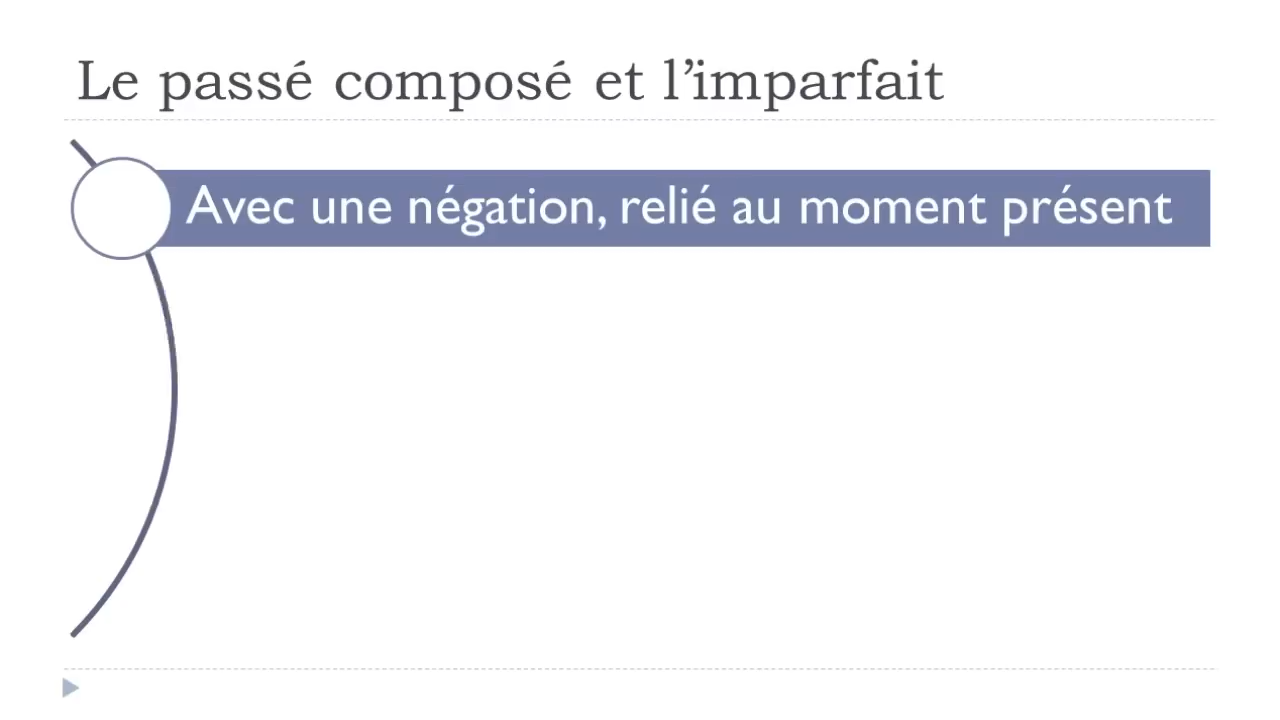 Le passé composé et l’imparfait
Avec une négation, relié au moment présent